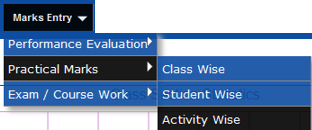 Marks Entry
Performance Evaluation
Practical Marks
Exam / Course Work
Class Wise
Student Wise
Activity Wise